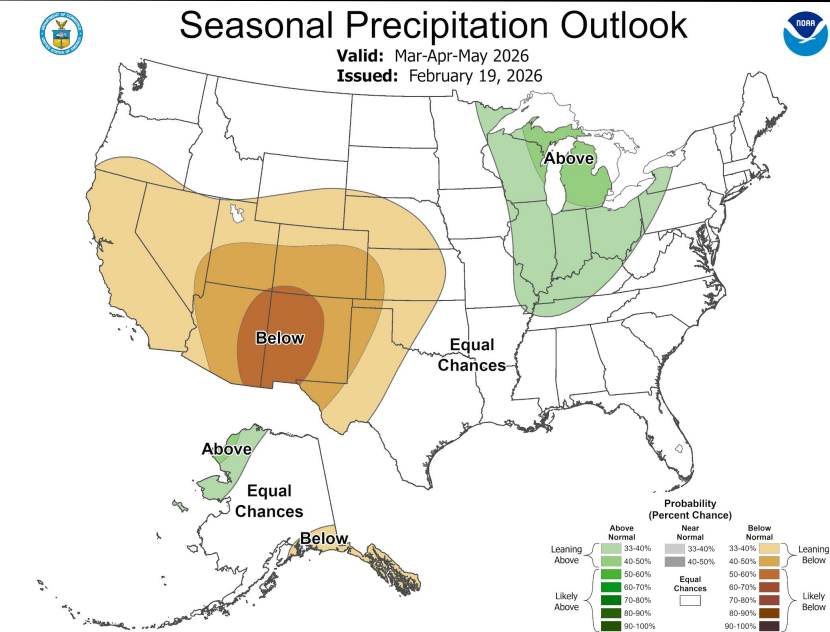 Seasonal Precipitation Outlook
Valid: Mar-Apr-May 2026
Issued: February 19, 2026
NOAA
Above
Below
Equal
Chances
Above
Equal
Chances
Below
Probability
(Percent Chance)
Above
Normal
Near
Normal
Below
Normal
Leaning
Above
33-40%
40-50%
Likely
Above
50-60%
60-70%
70-80%
80-90%
90-100%
33-40%
40-50%
Equal
Chances
33-40%
40-50%
Leaning
Below
50-60%
60-70%
70-80%
80-90%
90-100%
Likely
Below